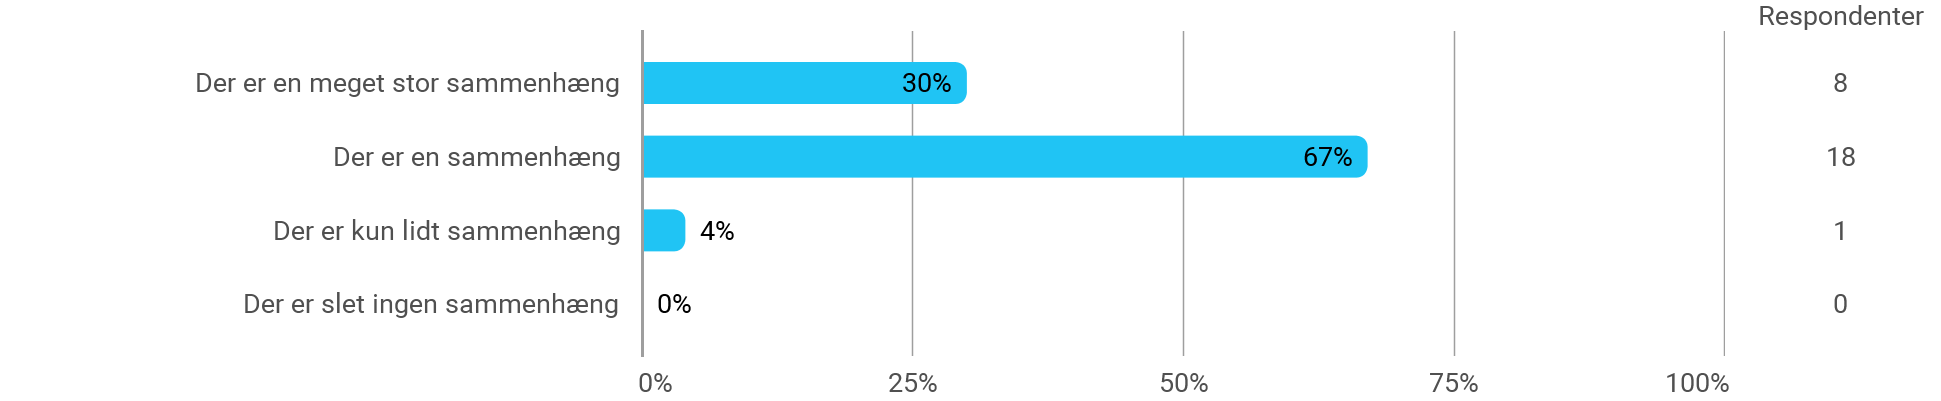 Respondenter
Der er en meget stor sammenhæng 30% 8
Der er en sammenhæng 67% 18
Der er kun lidt sammenhæng 4% 1
Der er slet ingen sammenhæng 0% 0
0% 25% 50% 75% 100%